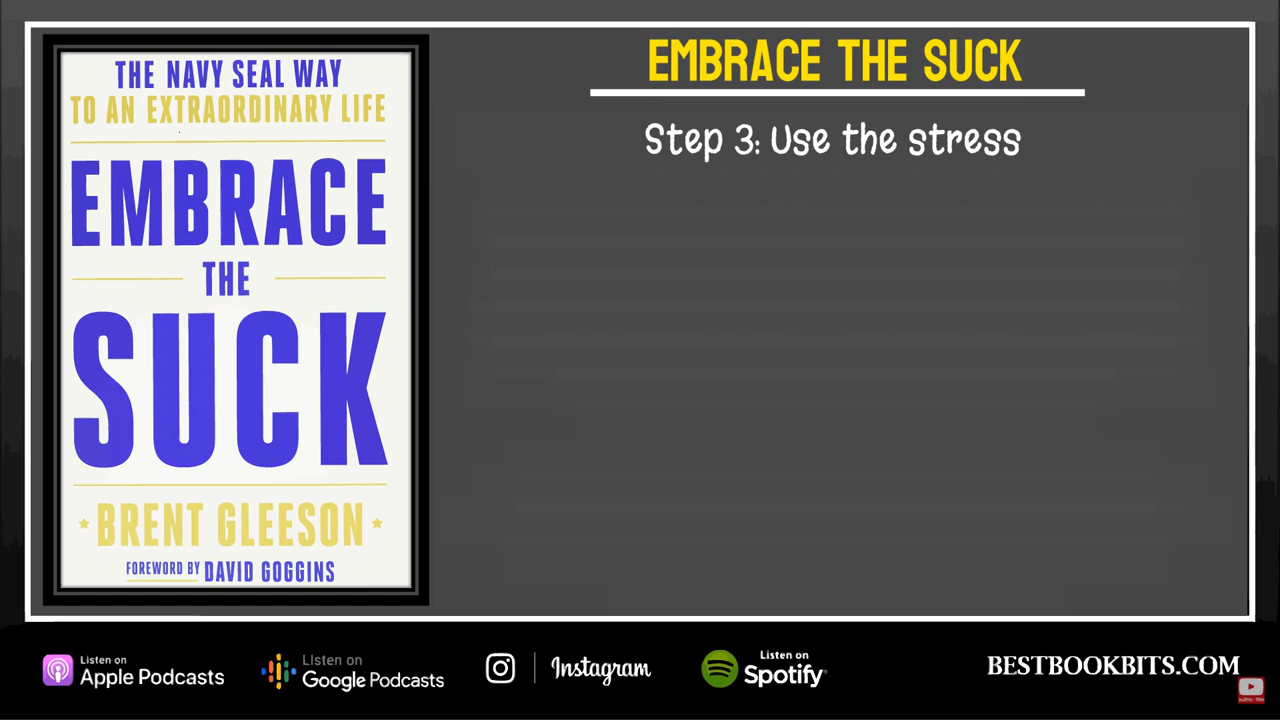 THE NAVY SEAL WAY
TO AN EXTRAORDINARY LIFE
EMBRACE
THE
SUCK
BRENT GLEESON
FOREWORD BY DAVID GOGGINS
EMBRACE THE SUCK
Step 3: Use the stress
Listen on
Apple Podcasts
Listen on
Google Podcasts
Instagram
Listen on
Spotify
BESTBOOKBITS.COM